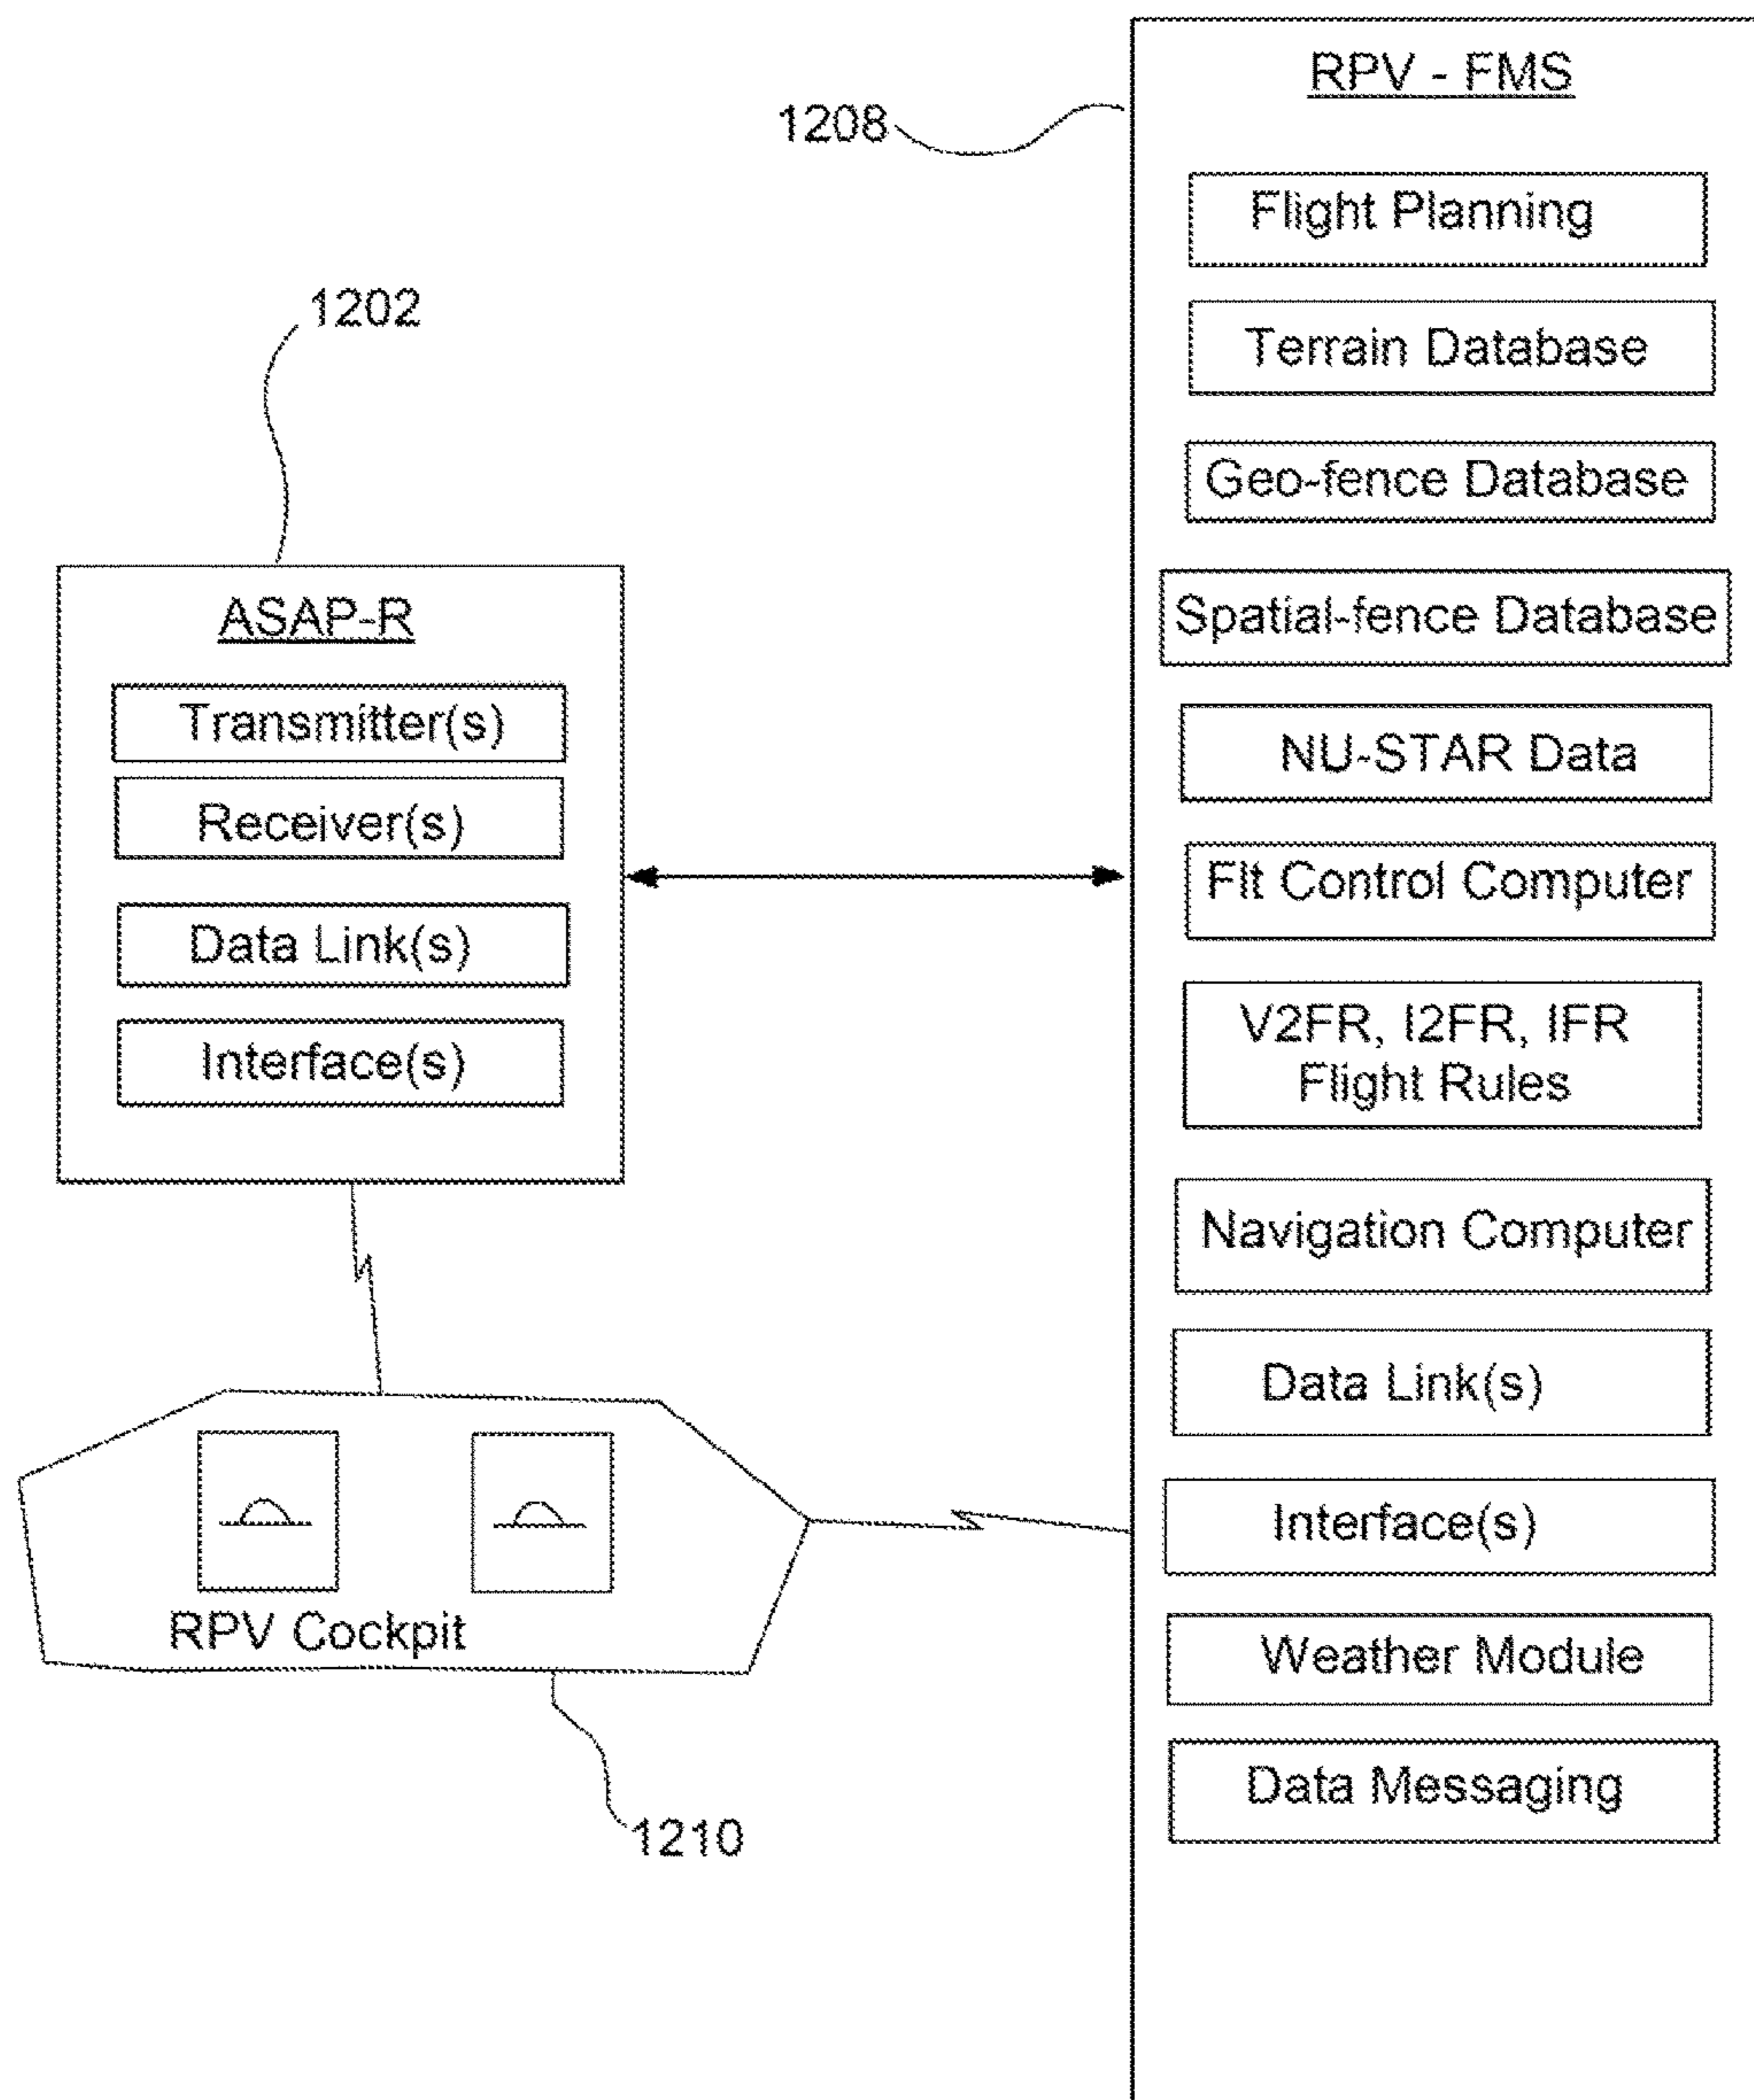 RPV - FMS
1208
Flight Planning
1202
Terrain Database
Geo-fence Database
ASAP-R
Spatial-fence Database
Transmitter(s)
NU-STAR Data
Receiver(s)
Flt Control Computer
Data Link(s)
V2FR, I2FR, IFR
Flight Rules
Interface(s)
Navigation Computer
Data Link(s)
Interface(s)
RPV Cockpit
Weather Module
Data Messaging
1210